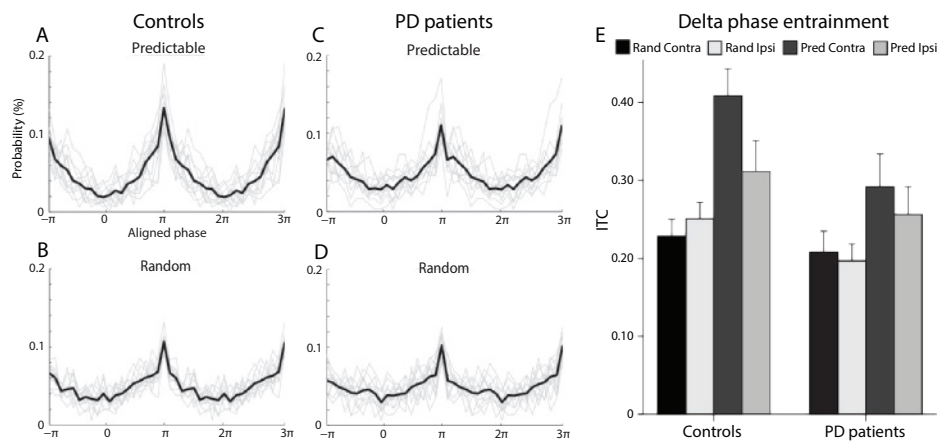 Controls
PD patients
Delta phase entrainment
A
Predictable
0.2
0.1
0
Probability (%)
−π 0 π 2π 3π
Aligned phase
C
Predictable
0.2
0.1
0
−π 0 π 2π 3π
B
Random
0.2
0.1
0
−π 0 π 2π 3π
D
Random
0.2
0.1
0
−π 0 π 2π 3π
E
Rand Contra Rand Ipsi Pred Contra Pred Ipsi
0.40
0.30
0.20
0.10
0
ITC
Controls PD patients